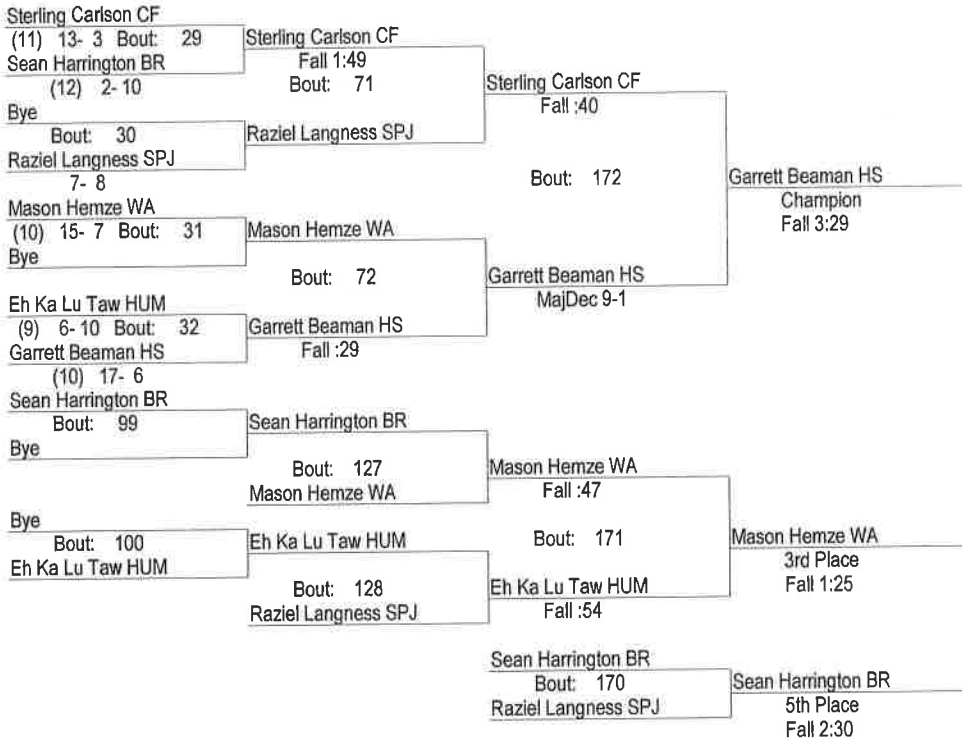 Sterling Carlson CF
(11) 13- 3 Bout: 29
Sean Harrington BR
(12) 2- 10
Bye
Bout: 30
Raziel Langness SPJ
7- 8
Mason Hemze WA
(10) 15- 7 Bout: 31
Bye
Eh Ka Lu Taw HUM
(9) 6- 10 Bout: 32
Garrett Beaman HS
(10) 17- 6
Sean Harrington BR
Bout: 99
Bye
Bye
Bout: 100
Eh Ka Lu Taw HUM
Sterling Carlson CF
Fall 1:49
Bout: 71
Raziel Langness SPJ
Mason Hemze WA
Bout: 72
Garrett Beaman HS
Fall :29
Sean Harrington BR
Bout: 127
Mason Hemze WA
Eh Ka Lu Taw HUM
Bout: 128
Raziel Langness SPJ
Sterling Carlson CF
Fall :40
Bout: 172
Garrett Beaman HS
MajDec 9-1
Mason Hemze WA
Fall :47
Bout: 171
Eh Ka Lu Taw HUM
Fall :54
Sean Harrington BR
Bout: 170
Raziel Langness SPJ
Garrett Beaman HS
Champion
Fall 3:29
Mason Hemze WA
3rd Place
Fall 1:25
Sean Harrington BR
5th Place
Fall 2:30